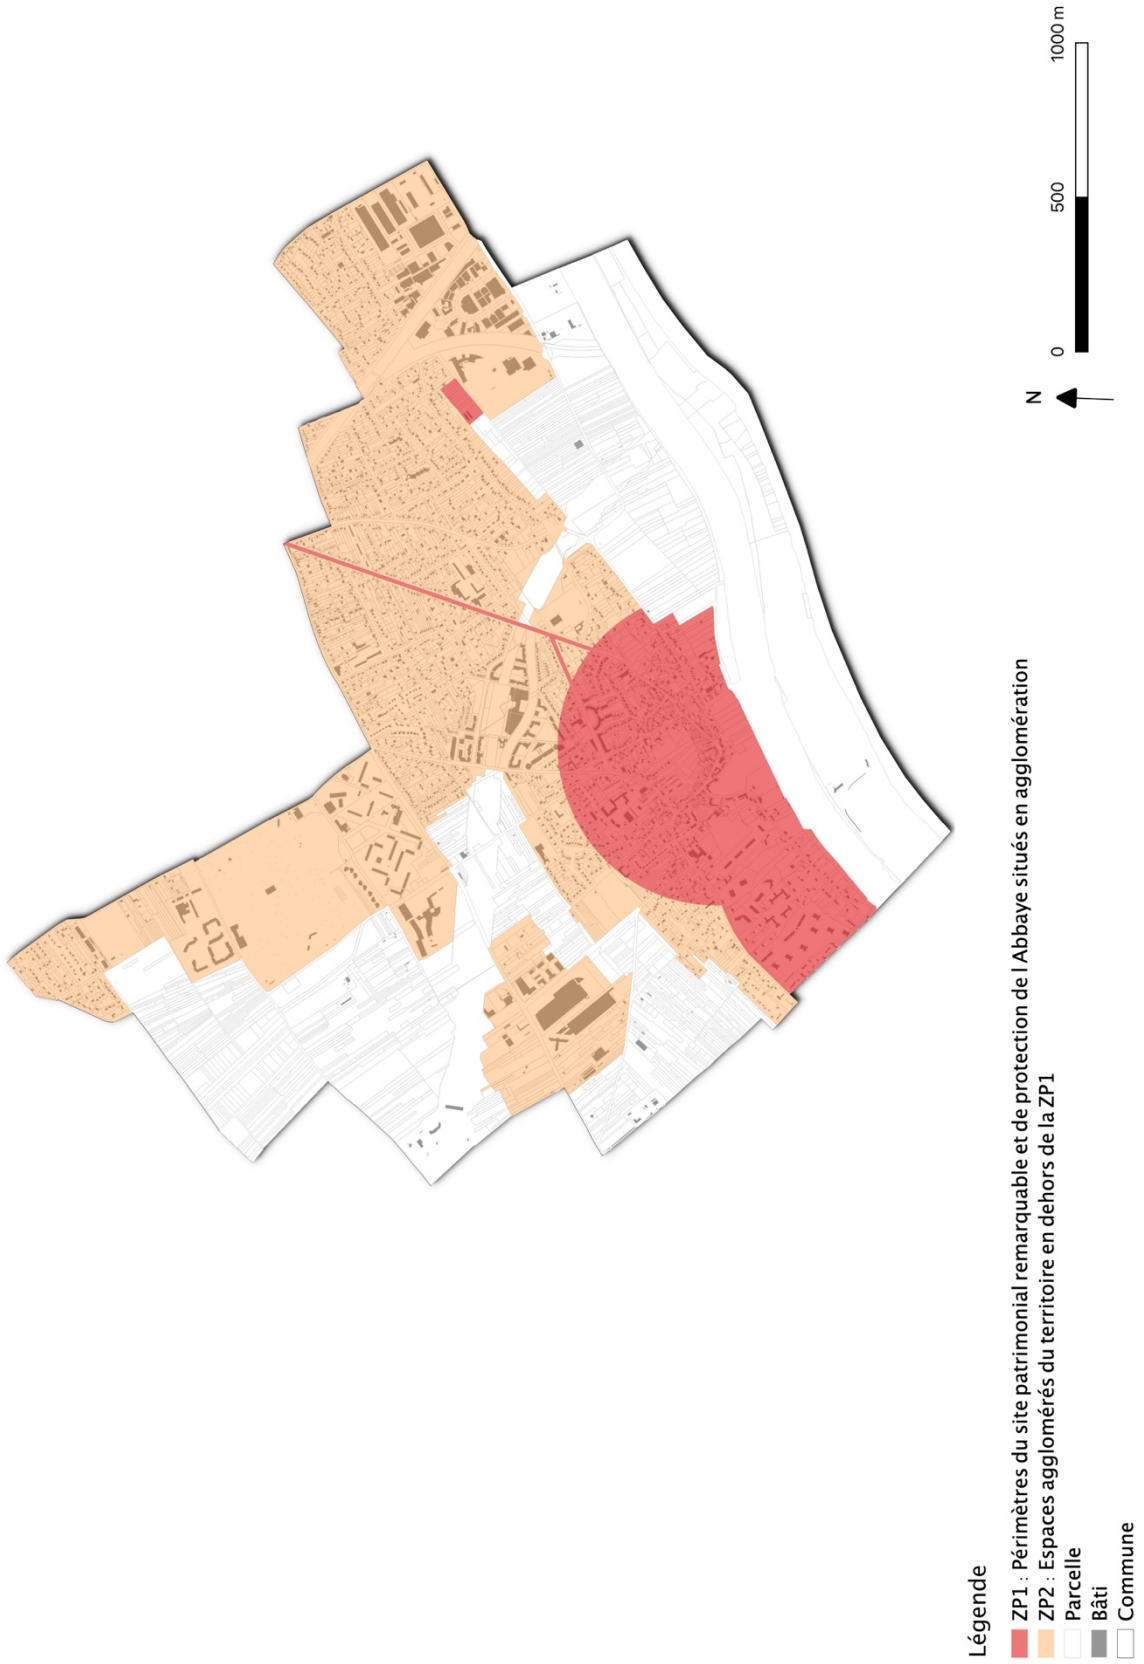 Légende
ZP1 : Périmètres du site patrimonial remarquable et de protection de l Abbaye situés en agglomération
ZP2 : Espaces agglomérés du territoire en dehors de la ZP1
Parcelle
Bâti
Commune
N
0 500 1000 m